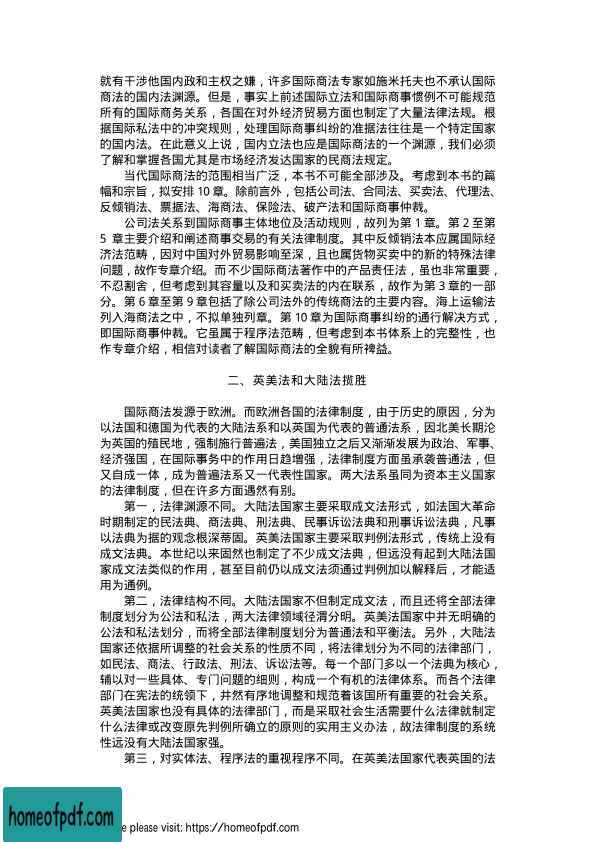 就有干涉他国内政和主权之嫌，许多国际商法专家如施米托夫也不承认国际
商法的国内法渊源。但是，事实上前述国际立法和国际商事惯例不可能规范
所有的国际商务关系，各国在对外经济贸易方面也制定了大量法律法规。根
据国际私法中的冲突规则，处理国际商事纠纷的准据法往往是一个特定国家
的国内法。在此意义上说，国内立法也应是国际商法的一个渊源，我们必须
了解和掌握各国尤其是市场经济发达国家的民商法规定。
当代国际商法的范围相当广泛，本书不可能全部涉及。考虑到本书的篇
幅和宗旨，拟安排 10 章。除前言外，包括公司法、合同法、买卖法、代理法、
反倾销法、票据法、海商法、保险法、破产法和国际商事仲裁。
公司法关系到国际商事主体地位及活动规则，故列为第 1 章。第 2 至第
5 章主要介绍和阐述商事交易的有关法律制度。其中反倾销法本应属国际经
济法范畴，因对中国对外贸易影响至深，且也属货物买卖中的新的特殊法律
问题，故作专章介绍。而不少国际商法著作中的产品责任法，虽也非常重要，
不忍割舍，但考虑到其容量以及和买卖法的内在联系，故作为第 3 章的一部
分。第 6 章至第 9 章包括了除公司法外的传统商法的主要内容。海上运输法
列入海商法之中，不拟单独列章。第 10 章为国际商事纠纷的通行解决方式，
即国际商事仲裁。它虽属于程序法范畴，但考虑到本书体系上的完整性，也
作专章介绍，相信对读者了解国际商法的全貌有所裨益。
二、英美法和大陆法揽胜
国际商法发源于欧洲。而欧洲各国的法律制度，由于历史的原因，分为
以法国和德国为代表的大陆法系和以英国为代表的普通法系，因北美长期沦
为英国的殖民地，强制施行普遍法，美国独立之后又渐渐发展为政治、军事、
经济强国，在国际事务中的作用日趋增强，法律制度方面虽承袭普通法，但
又自成一体，成为普遍法系又一代表性国家。两大法系虽同为资本主义国家
的法律制度，但在许多方面遇然有别。
第一，法律渊源不同。大陆法国家主要采取成文法形式，如法国大革命
时期制定的民法典、商法典、刑法典、民事诉讼法典和刑事诉讼法典，凡事
以法典为据的观念根深蒂固。英美法国家主要采取判例法形式，传统上没有
成文法典。本世纪以来固然也制定了不少成文法典，但远没有起到大陆法国
家成文法类似的作用，甚至目前仍以成文法须通过判例加以解释后，才能适
用为通例。
第二，法律结构不同。大陆法国家不但制定成文法，而且还将全部法律
制度划分为公法和私法，两大法律领域径渭分明。英美法国家中并无明确的
公法和私法划分，而将全部法律制度划分为普通法和平衡法。另外，大陆法
国家还依据所调整的社会关系的性质不同，将法律划分为不同的法律部门，
如民法、商法、行政法、刑法、诉讼法等。每一个部门多以一个法典为核心，
辅以对一些具体、专门问题的细则，构成一个有机的法律体系。而各个法律
部门在宪法的统领下，井然有序地调整和规范着该国所有重要的社会关系。
英美法国家也没有具体的法律部门，而是采取社会生活需要什么法律就制定
什么法律或改变原先判例所确立的原则的实用主义办法，故法律制度的系统
性远没有大陆法国家强。
第三，对实体法、程序法的重视程序不同。在英美法国家代表英国的法
homeofpdf.com
e please visit: https://homeofpdf.com